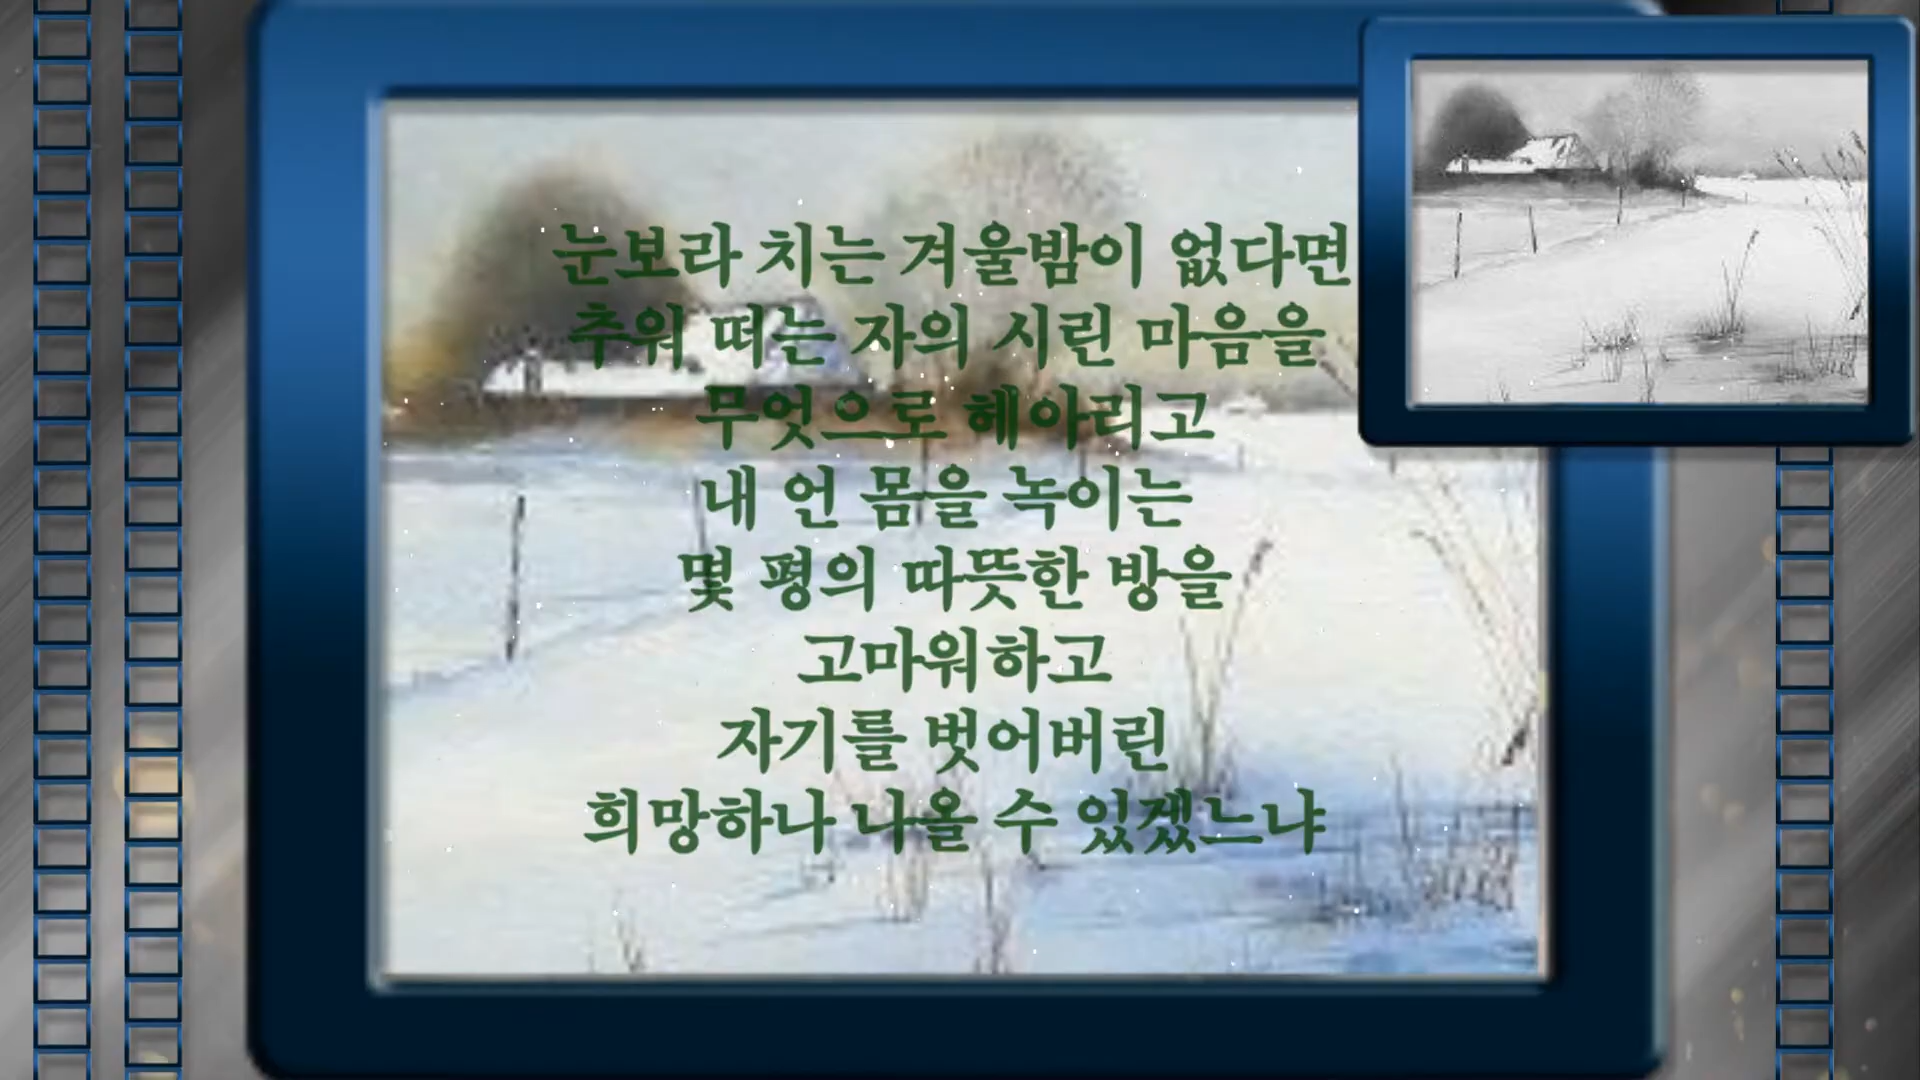 눈보라 치는 겨울밤이 없다면
추워 떠는 자의 시린 마음을
무엇으로 헤아리고
내 언 몸을 녹이는
몇 평의 따뜻한 방을
고마워하고
자기를 벗어버린
희망하나 나올 수 있겠느냐